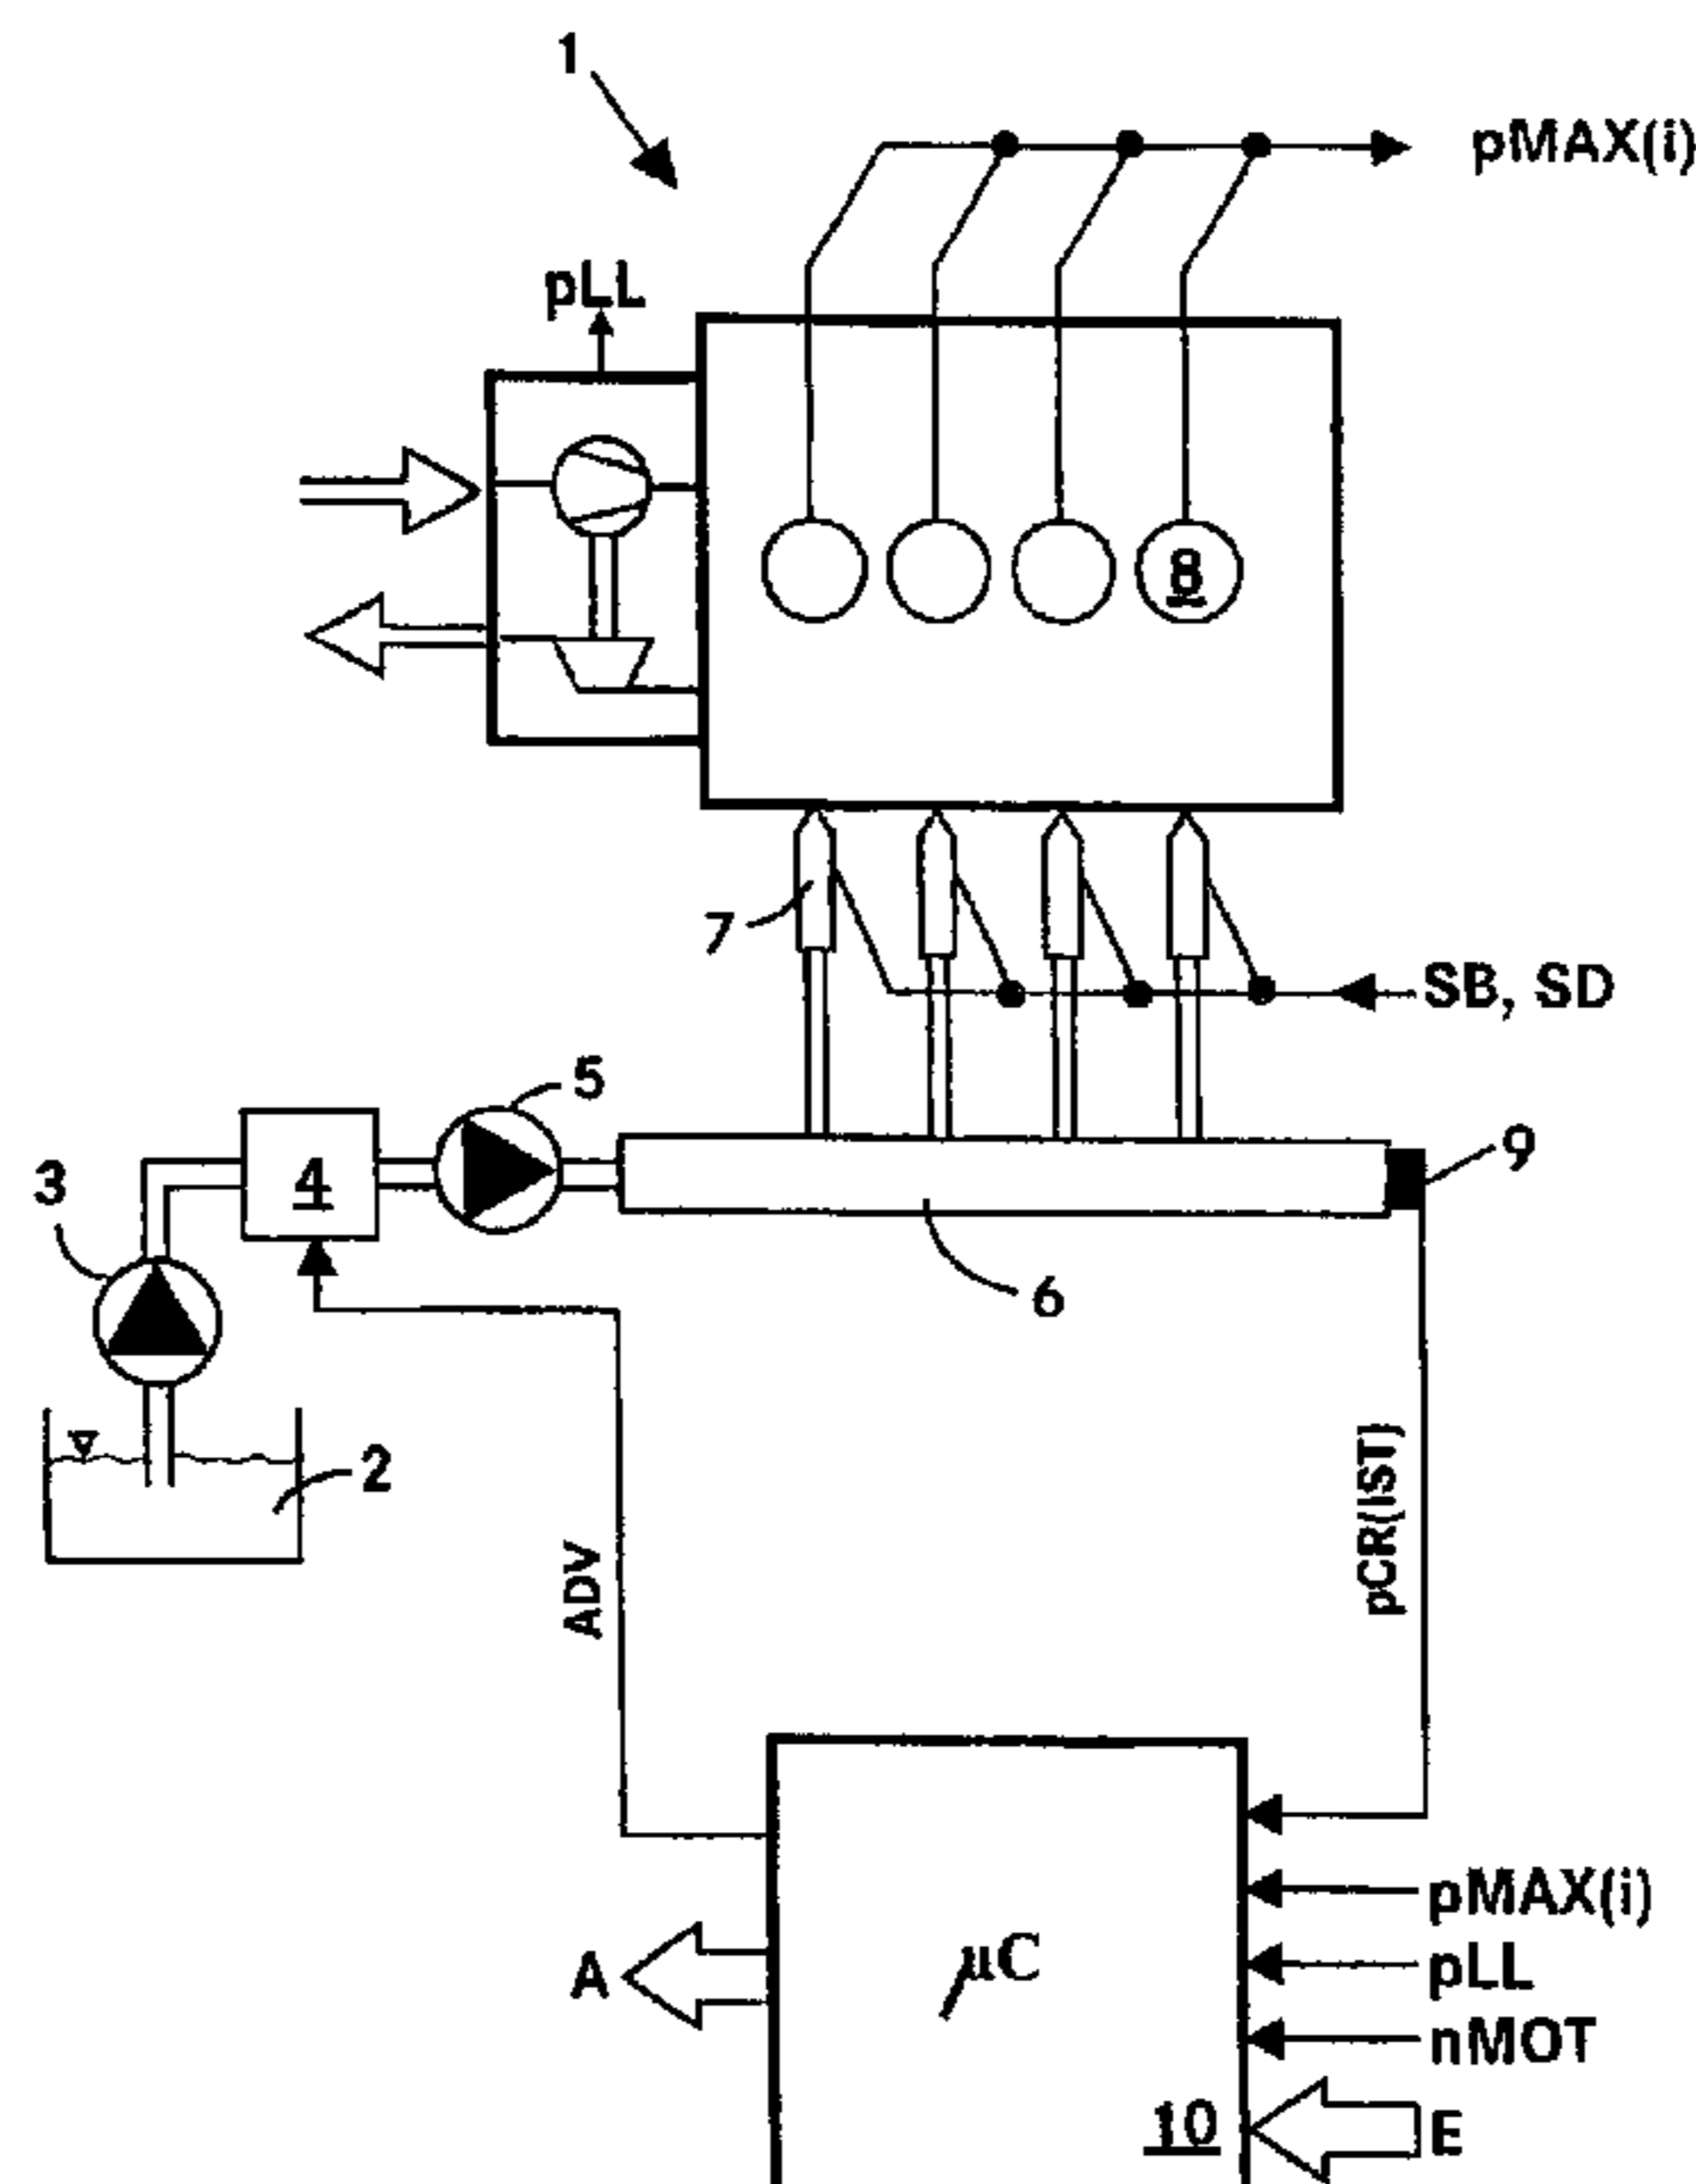 1
pMAX(i)
pLL
8
7
SB, SD
5
9
3
4
6
2
pCR(IST)
ADV
pMAX(i)
µC
A
pLL
nMOT
10
E